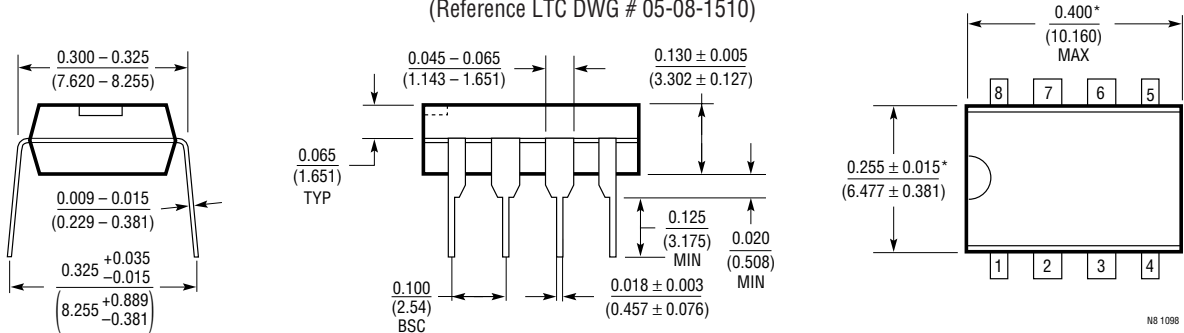 (Reference LTC DWG # 05-08-1510)
0.300 – 0.325
(7.620 – 8.255)
0.009 – 0.015
(0.229 – 0.381)
0.325 +0.035 –0.015
(8.255 +0.889 –0.381)
0.045 – 0.065
(1.143 – 1.651)
0.130 ± 0.005
(3.302 ± 0.127)
0.065
(1.651)
TYP
0.125
(3.175)
MIN
0.020
(0.508)
MIN
0.100
(2.54)
BSC
0.018 ± 0.003
(0.457 ± 0.076)
0.400*
(10.160)
MAX
8 7 6 5
0.255 ± 0.015*
(6.477 ± 0.381)
1 2 3 4
N8 1098